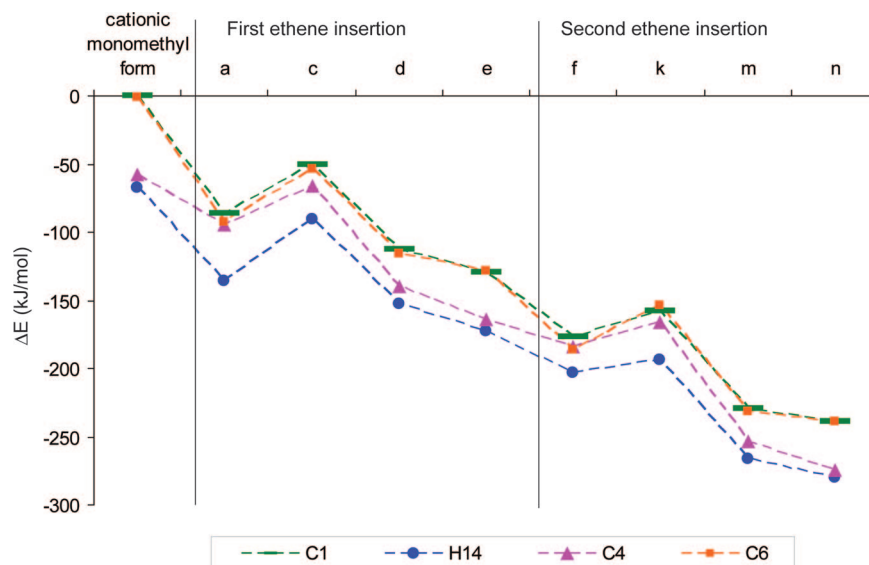 cationic
monomethyl
form
First ethene insertion
Second ethene insertion
a c d e f k m n
0
-50
-100
-150
-200
-250
-300
ΔE (kJ/mol)
C1 H14 C4 C6